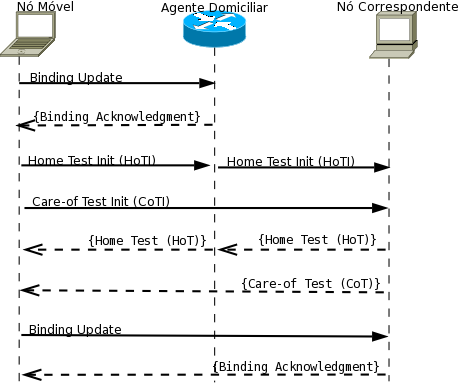 Nó Móvel
Agente Domiciliar
Nó Correspondente
Binding Update
{Binding Acknowledgment}
Home Test Init (HoTI)
Home Test Init (HoTI)
Care-of Test Init (CoTI)
{Home Test (HoT)}
{Home Test (HoT)}
{Care-of Test (CoT)}
Binding Update
{Binding Acknowledgment}